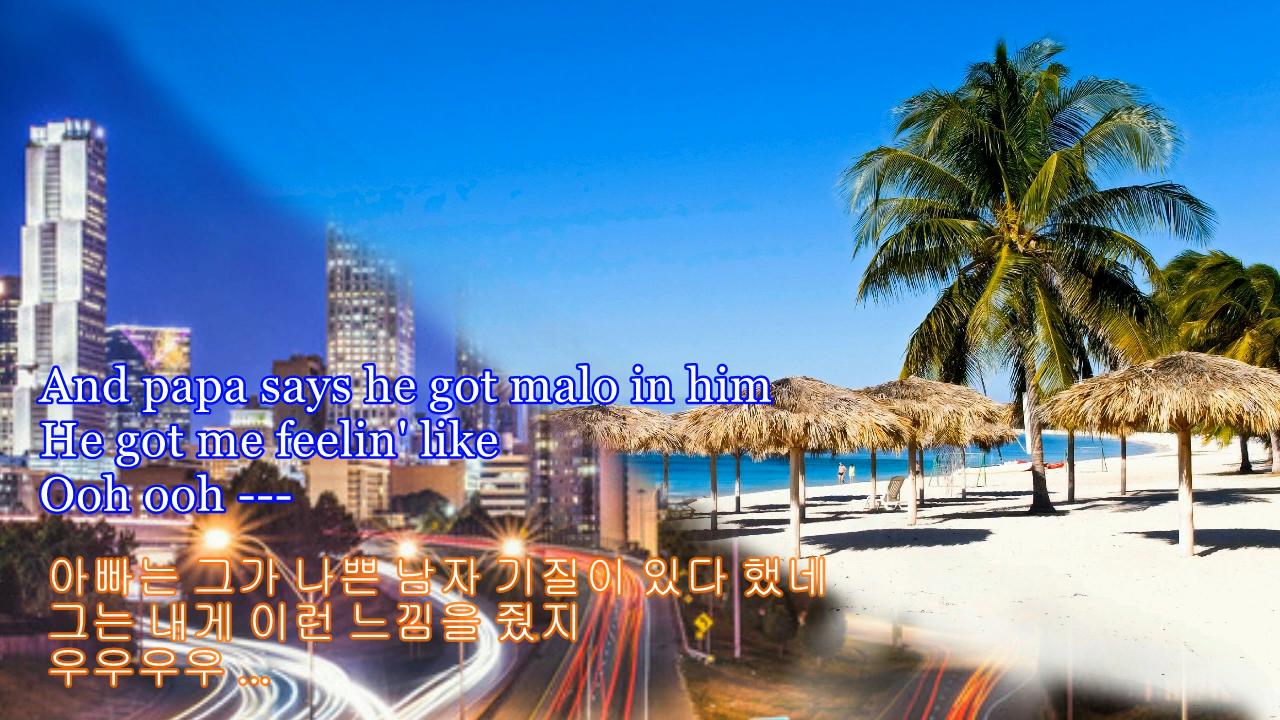 And papa says he got malo in him
He got me feelin' like
Ooh ooh ---
아빠는 그가 나쁜 남자 기질이 있다 했네
그는 내게 이런 느낌을 줬지
우우우우 ...